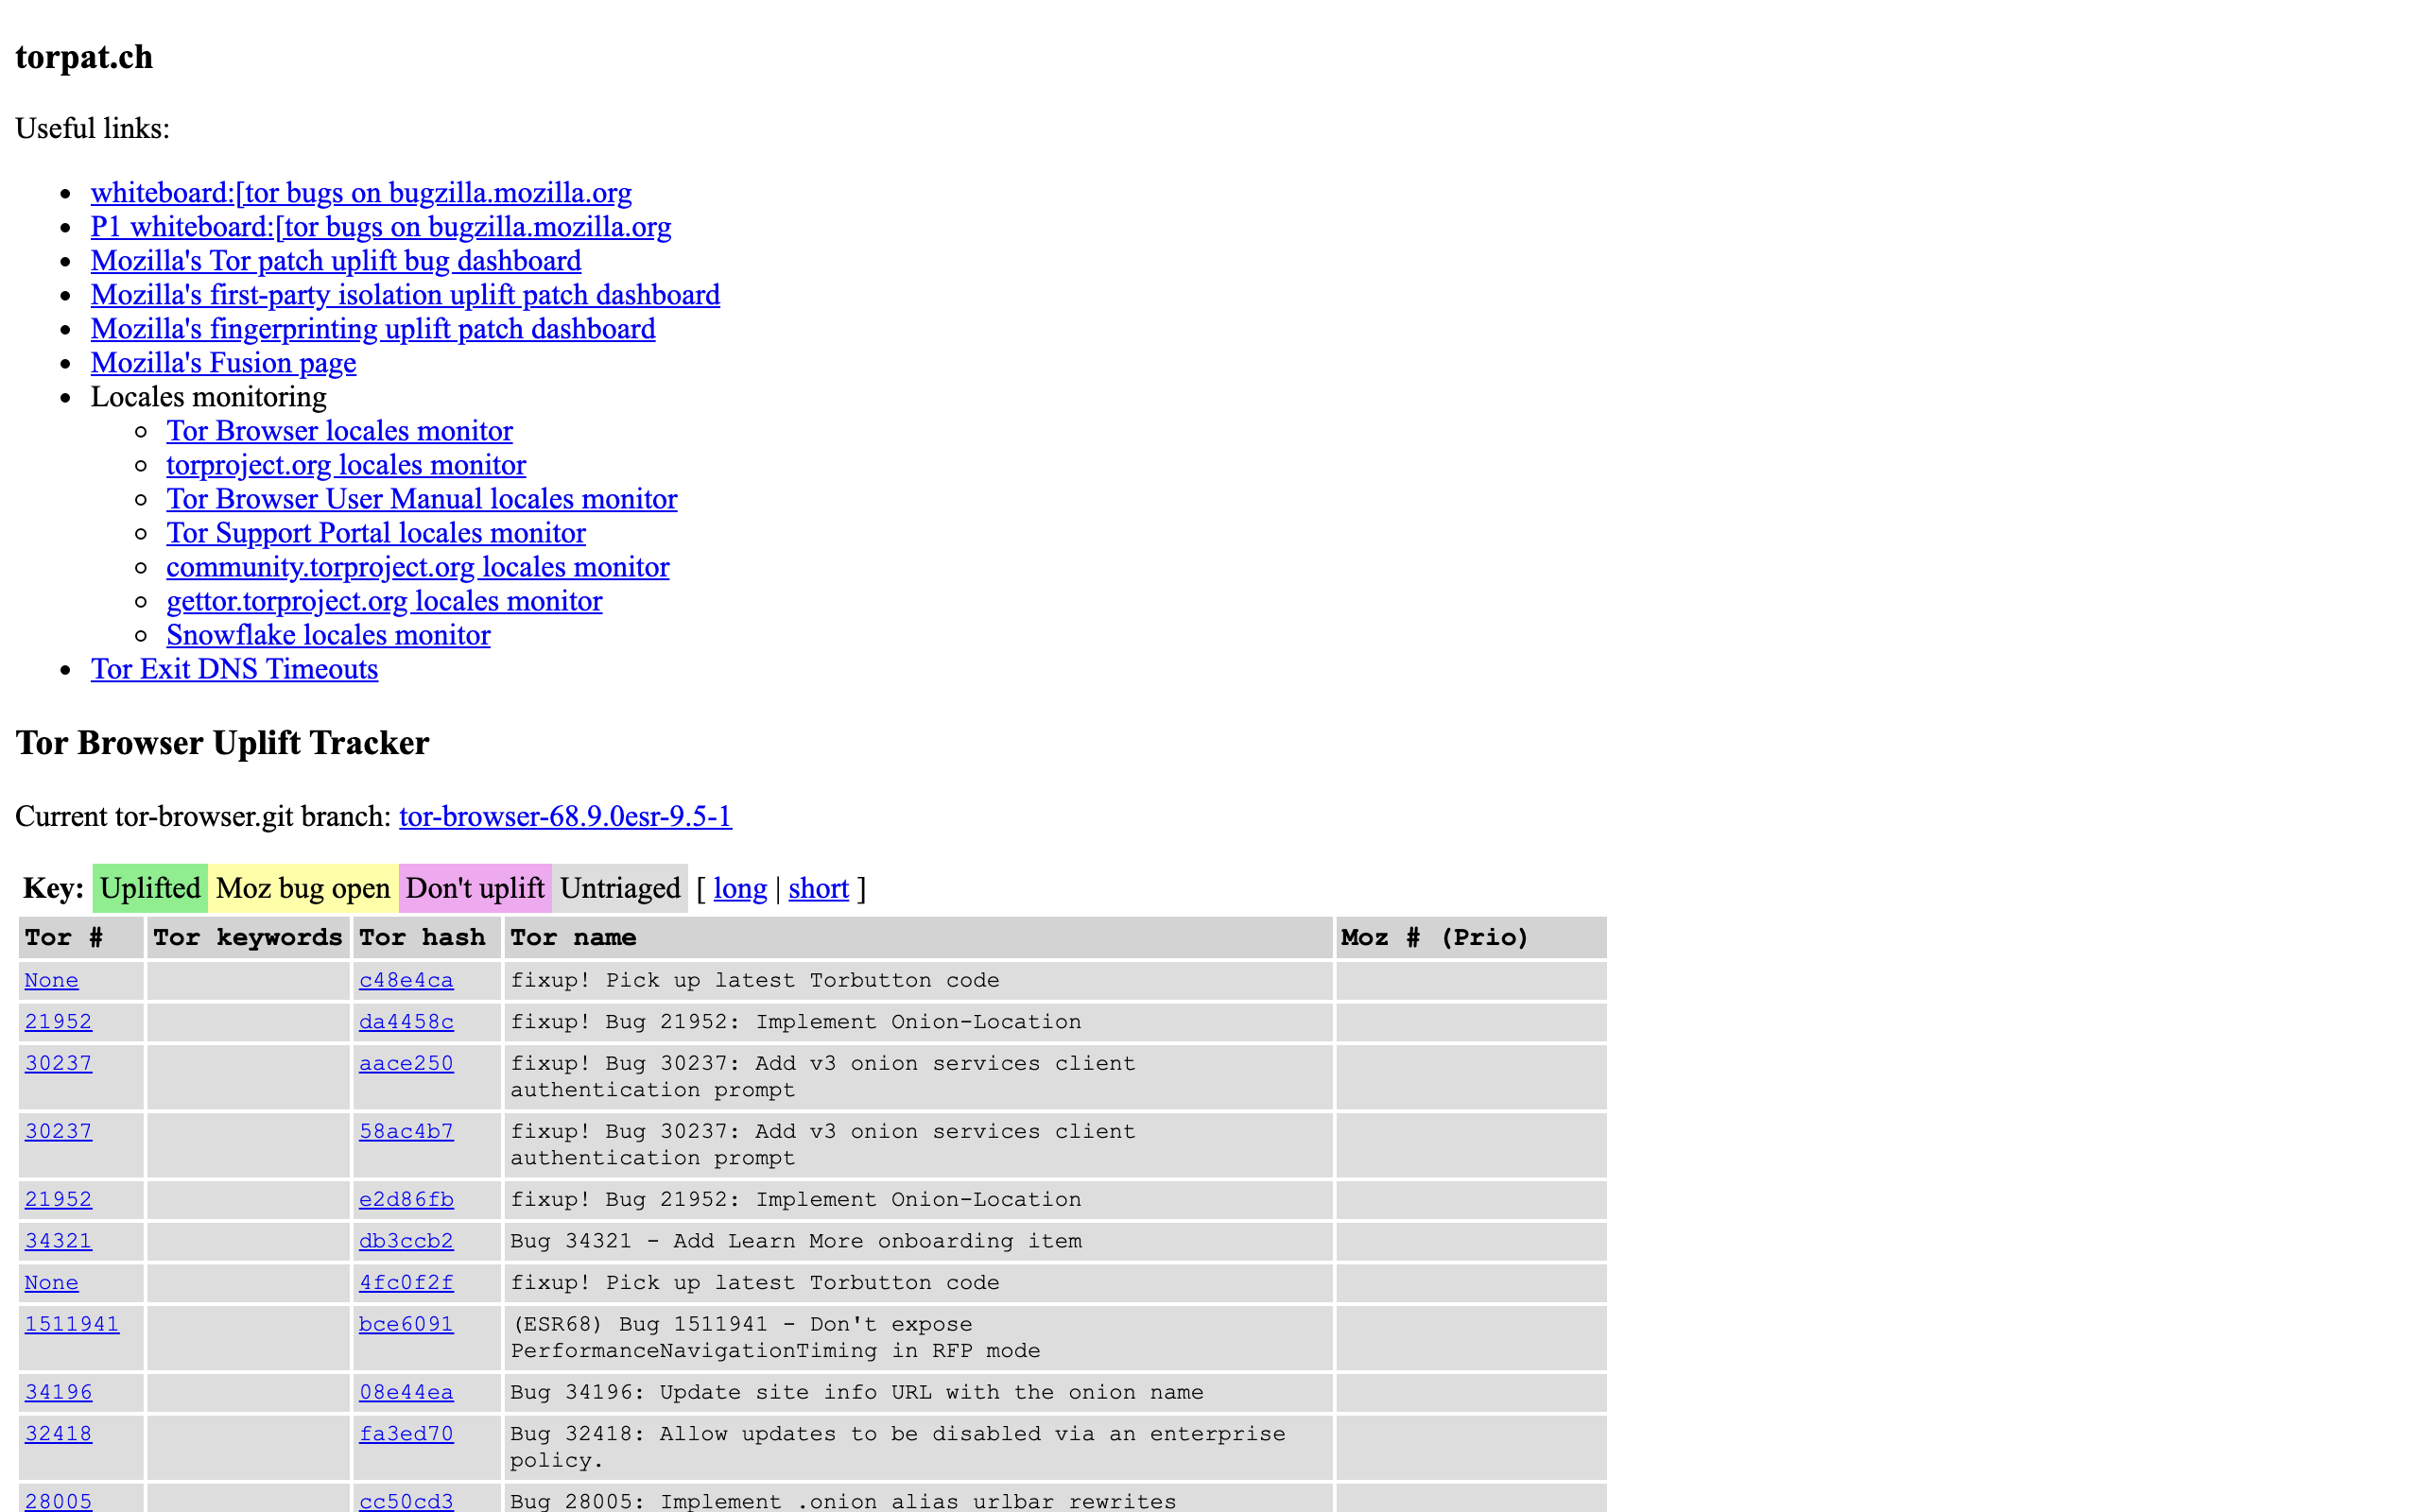 torpat.ch
Useful links:
whiteboard:[tor bugs on bugzilla.mozilla.org
P1 whiteboard:[tor bugs on bugzilla.mozilla.org
Mozilla's Tor patch uplift bug dashboard
Mozilla's first-party isolation uplift patch dashboard
Mozilla's fingerprinting uplift patch dashboard
Mozilla's Fusion page
Locales monitoring
Tor Browser locales monitor
torproject.org locales monitor
Tor Browser User Manual locales monitor
Tor Support Portal locales monitor
community.torproject.org locales monitor
gettor.torproject.org locales monitor
Snowflake locales monitor
Tor Exit DNS Timeouts
Tor Browser Uplift Tracker
Current tor-browser.git branch: tor-browser-68.9.0esr-9.5-1
Key: Uplifted Moz bug open Don't uplift Untriaged [ long | short ]
Tor # Tor keywords Tor hash Tor name Moz # (Prio)
None c48e4ca fixup! Pick up latest Torbutton code
21952 da4458c fixup! Bug 21952: Implement Onion-Location
30237 aace250 fixup! Bug 30237: Add v3 onion services client
authentication prompt
30237 58ac4b7 fixup! Bug 30237: Add v3 onion services client
authentication prompt
21952 e2d86fb fixup! Bug 21952: Implement Onion-Location
34321 db3ccb2 Bug 34321 - Add Learn More onboarding item
None 4fc0f2f fixup! Pick up latest Torbutton code
1511941 bce6091 (ESR68) Bug 1511941 - Don't expose
PerformanceNavigationTiming in RFP mode
34196 08e44ea Bug 34196: Update site info URL with the onion name
32418 fa3ed70 Bug 32418: Allow updates to be disabled via an enterprise
policy.
28005 cc50cd3 Bug 28005: Implement .onion alias urlbar rewrites